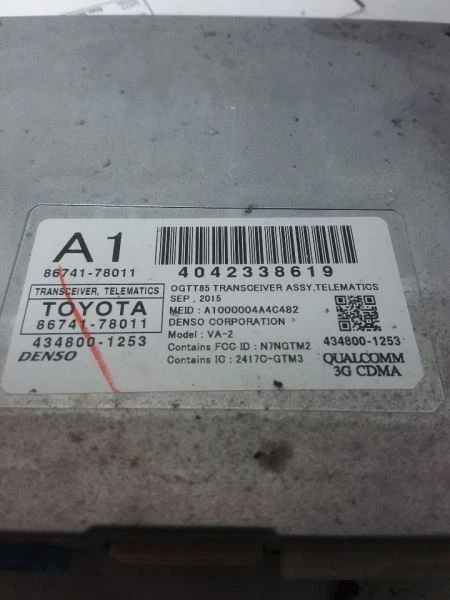 A1
86741-78011
4042338619
TRANSCEIVER, TELEMATICS
TOYOTA
86741-78011
434800-1253
DENSO
OGTT85 TRANSCEIVER ASSY,TELEMATICS
SEP , 2015
MEID : A1000004A4C482
DENSO CORPORATION
Model : VA-2
Contains FCC ID : N7NGTM2
Contains IC : 2417C-GTM3
434800-1253
QUALCOMM
3G CDMA